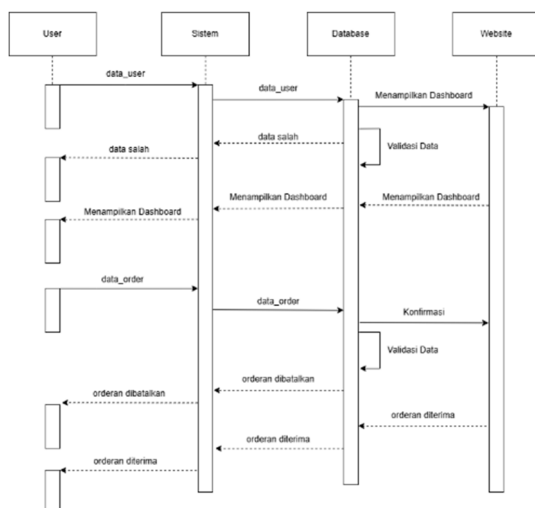 User
Sistem
Database
Website
data_user
data_user
Menampilkan Dashboard
data salah
Validasi Data
data salah
Menampilkan Dashboard
Menampilkan Dashboard
Menampilkan Dashboard
data_order
data_order
Konfirmasi
Validasi Data
orderan dibatalkan
orderan dibatalkan
orderan diterima
orderan diterima
orderan diterima